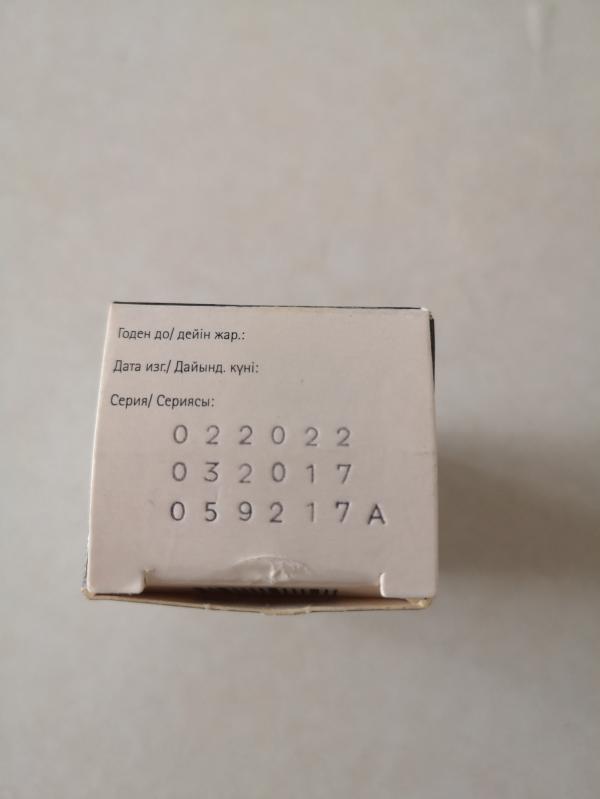 Годен до/ дейін жар.:
Дата изг./ Дайынд. күні:
Серия/ Сериясы:
022022
032017
059217A